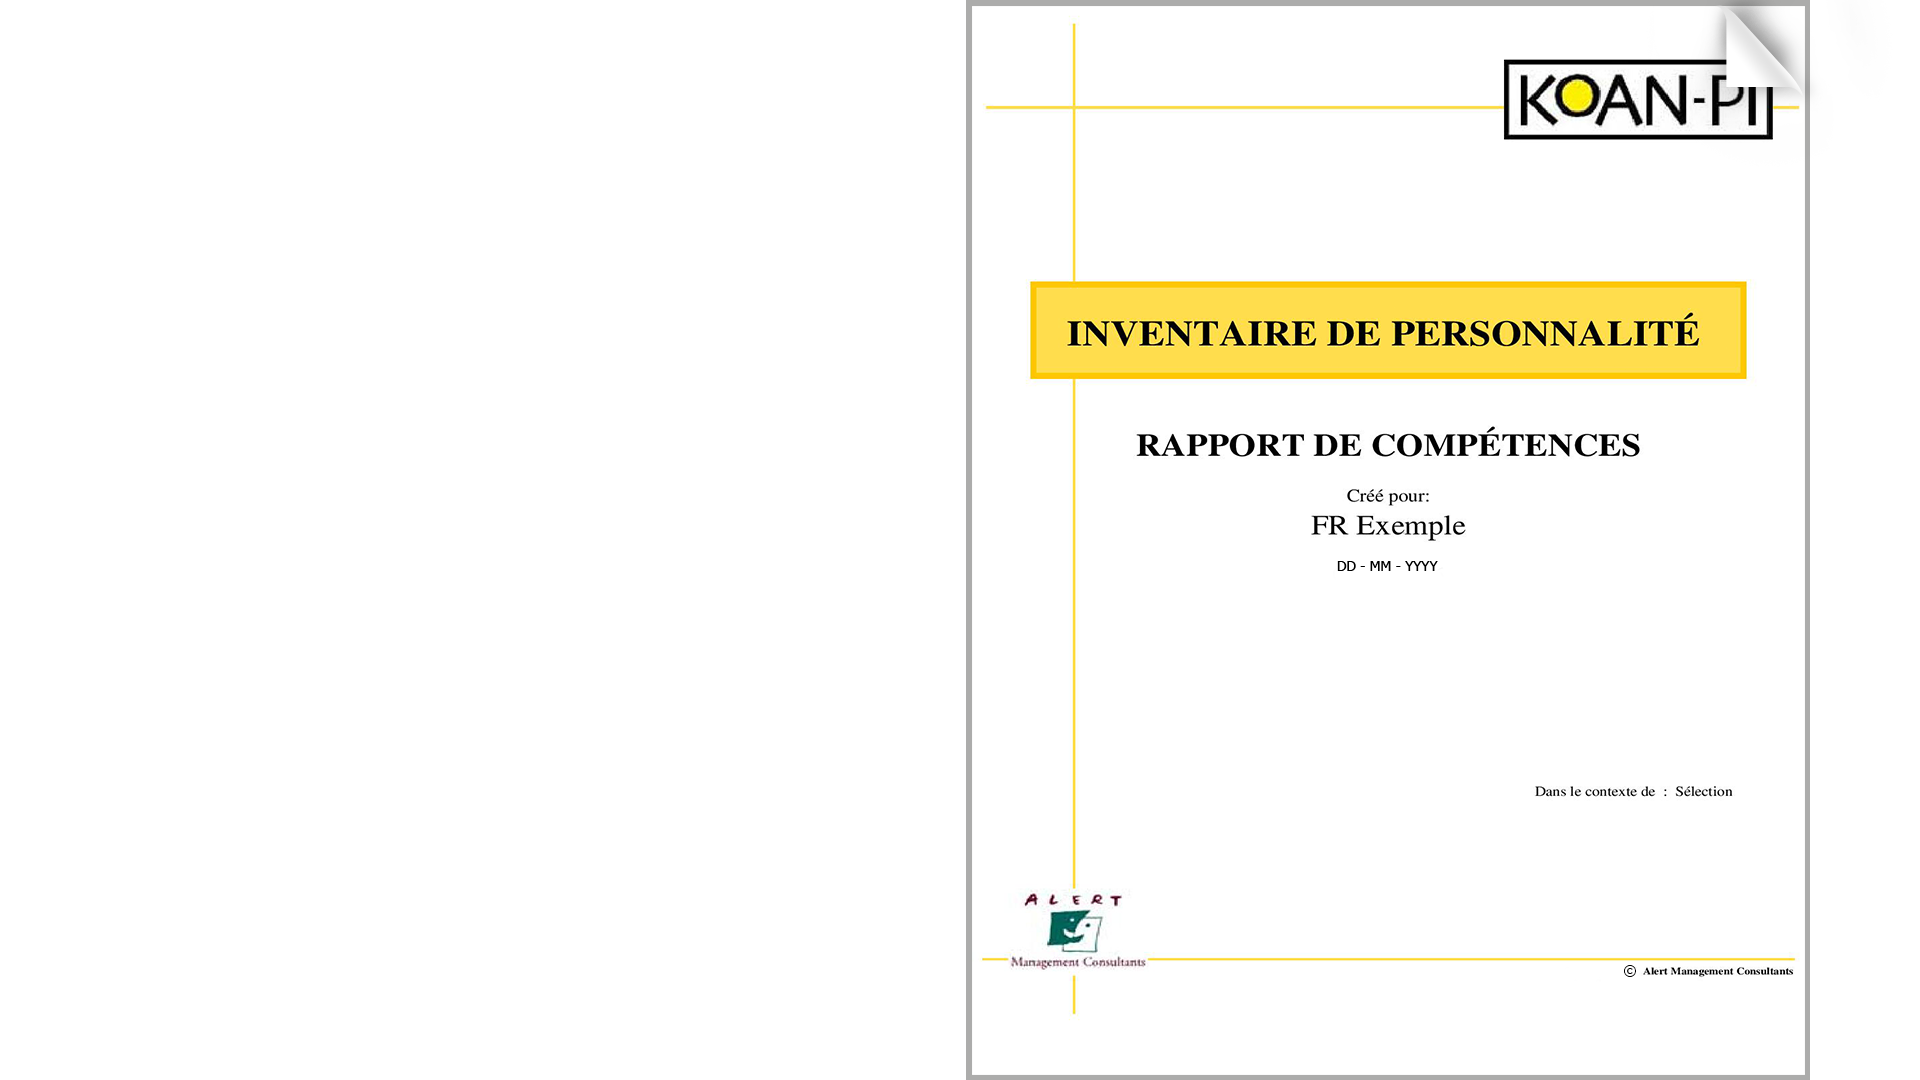 KOAN-PI
INVENTAIRE DE PERSONNALITÉ
RAPPORT DE COMPÉTENCES
Créé pour:
FR Exemple
DD - MM - YYYY
Dans le contexte de : Sélection
ALERT
Management Consultants
© Alert Management Consultants